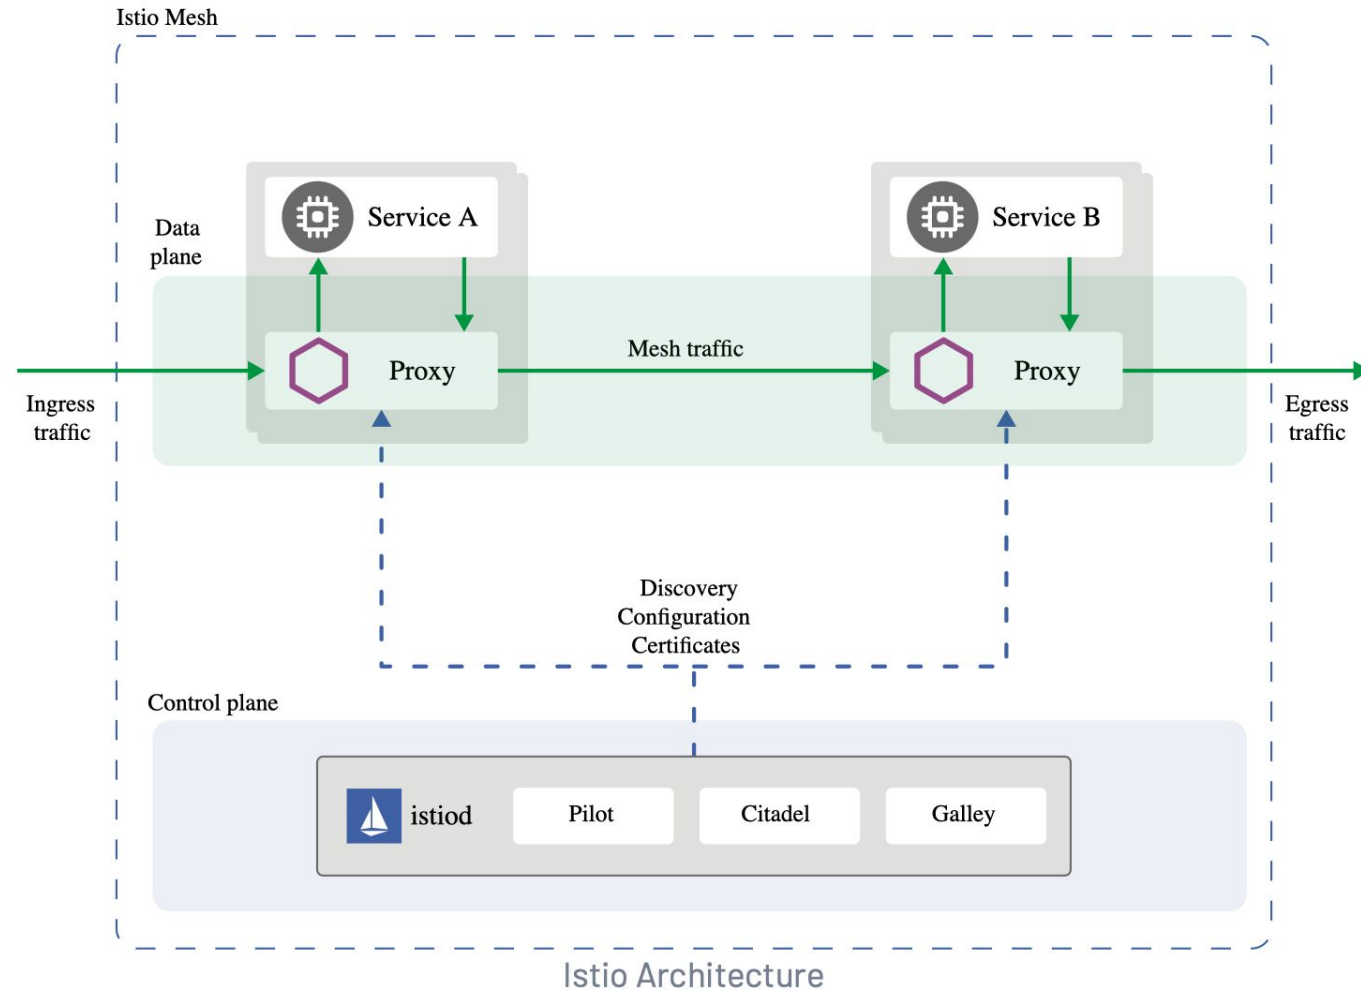 Istio Mesh
Data
plane
Service A
Service B
Proxy
Mesh traffic
Proxy
Ingress
traffic
Egress
traffic
Discovery
Configuration
Certificates
Control plane
istiod
Pilot
Citadel
Galley
Istio Architecture